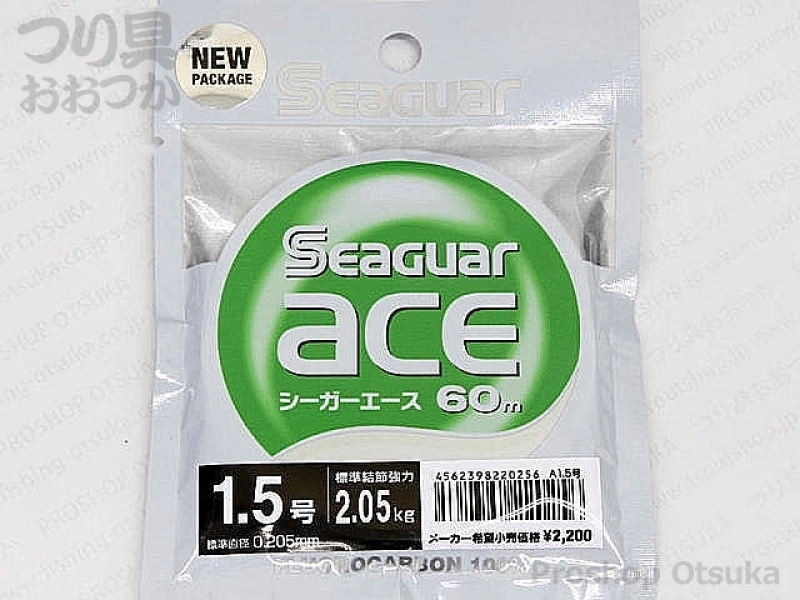 つり具
おおつか
NEW
PACKAGE
Seaguar
Seaguar
ace
シーガーエース 60m
1.5号
標準直径 0.205mm
標準結節強力
2.05kg
4562398220256 A1.5号
メーカー希望小売価格 ¥2,200
Proshop Otsuka